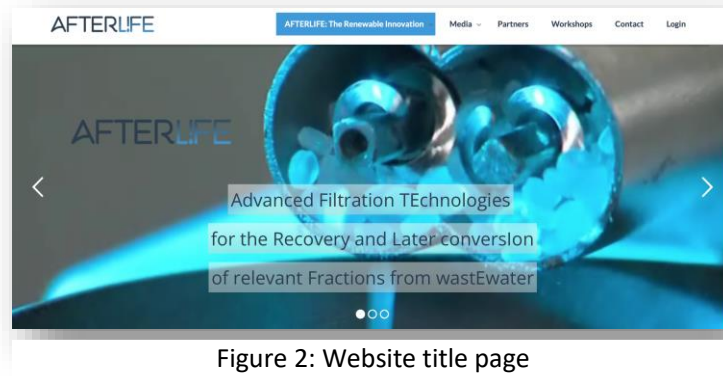 AFTERLIFE
AFTERLIFE: The Renewable Innovation Media Partners Workshops Contact Login
AFTERLIFE
Advanced Filtration TEchnologies
for the Recovery and Later conversIon
of relevant Fractions from wastEwater
Figure 2: Website title page